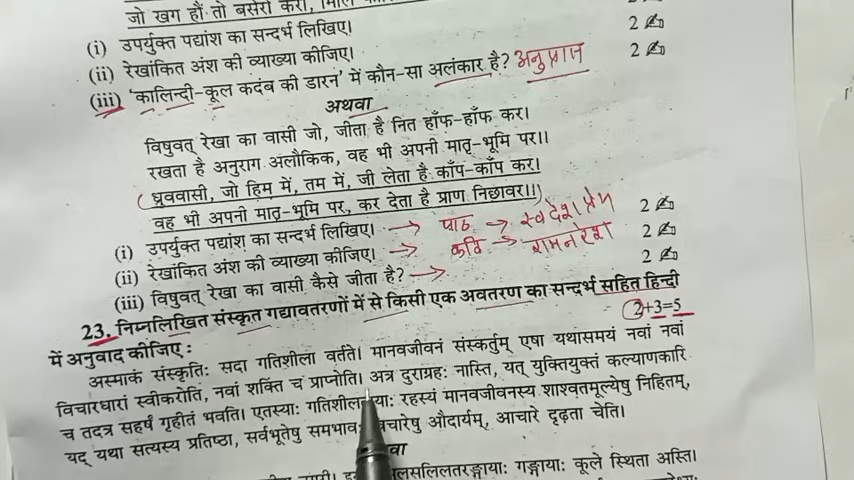 जो खग हौं तो बसेरो करौं, मिलि
(i) उपर्युक्त पद्यांश का सन्दर्भ लिखिए। 2
(ii) रेखांकित अंश की व्याख्या कीजिए। 2
(iii) 'कालिन्दी-कूल कदंब की डारन' में कौन-सा अलंकार है? अनुप्रास 2
अथवा
विषुवत् रेखा का वासी जो, जीता है नित हाँफ-हाँफ कर।
रखता है अनुराग अलौकिक, वह भी अपनी मातृ-भूमि पर।।
(ध्रुववासी, जो हिम में, तम में, जी लेता है काँप-काँप कर।
वह भी अपनी मातृ-भूमि पर, कर देता है प्राण निछावर।।)
(i) उपर्युक्त पद्यांश का सन्दर्भ लिखिए। → पाठ → स्वदेश प्रेम 2
(ii) रेखांकित अंश की व्याख्या कीजिए। → कवि → रामनरेश 2
(iii) विषुवत् रेखा का वासी कैसे जीता है? → 2
23. निम्नलिखित संस्कृत गद्यावतरणों में से किसी एक अवतरण का सन्दर्भ सहित हिन्दी
में अनुवाद कीजिए : 2+3=5
अस्माकं संस्कृतिः सदा गतिशीला वर्तते। मानवजीवनं संस्कर्तुम् एषा यथासमयं नवां नवां
विचारधारां स्वीकरोति, नवां शक्ति च प्राप्नोति। अत्र दुराग्रहः नास्ति, यत् युक्तियुक्तं कल्याणकारि
च तदत्र सहर्षं गृहीतं भवति। एतस्याः गतिशील याः रहस्यं मानवजीवनस्य शाश्वतमूल्येषु निहितम्,
यद् यथा सत्यस्य प्रतिष्ठा, सर्वभूतेषु समभावः चारेषु औदार्यम्, आचारे दृढ़ता चेति।
वा
लसलिलतरङ्गायाः गङ्गायाः कूले स्थिता अस्ति।